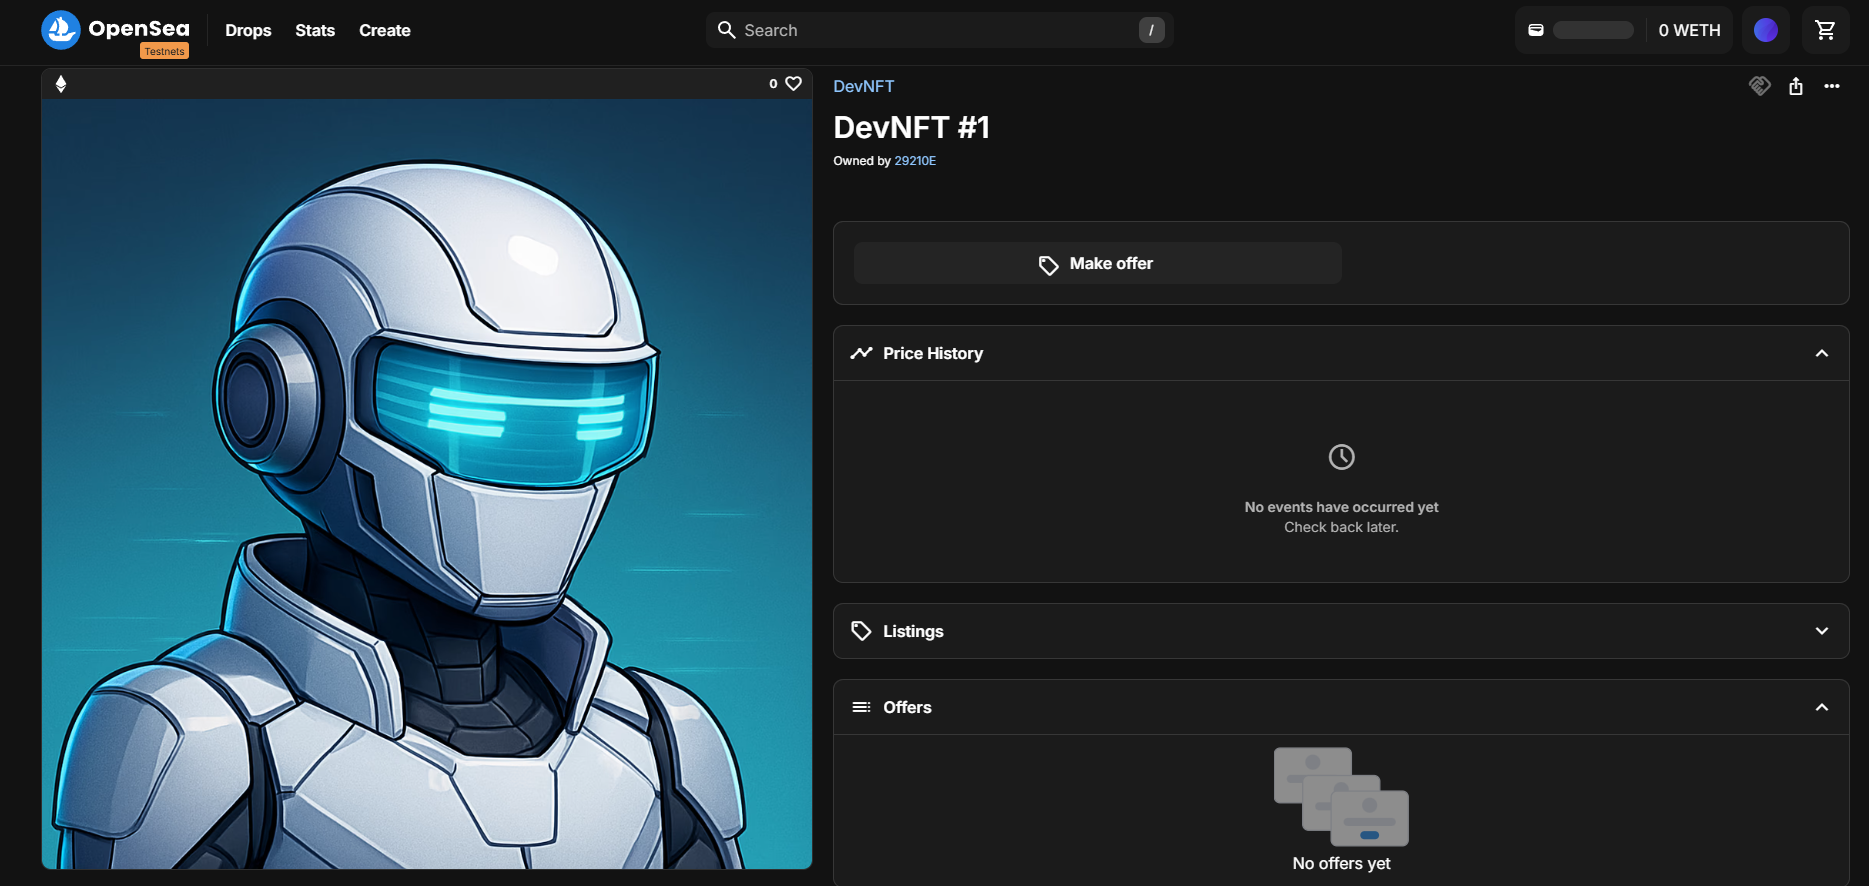 OpenSea
Testnets
Drops
Stats
Create
Search
/
0 WETH
0
DevNFT
DevNFT #1
Owned by 29210E
Make offer
Price History
No events have occurred yet
Check back later.
Listings
Offers
No offers yet